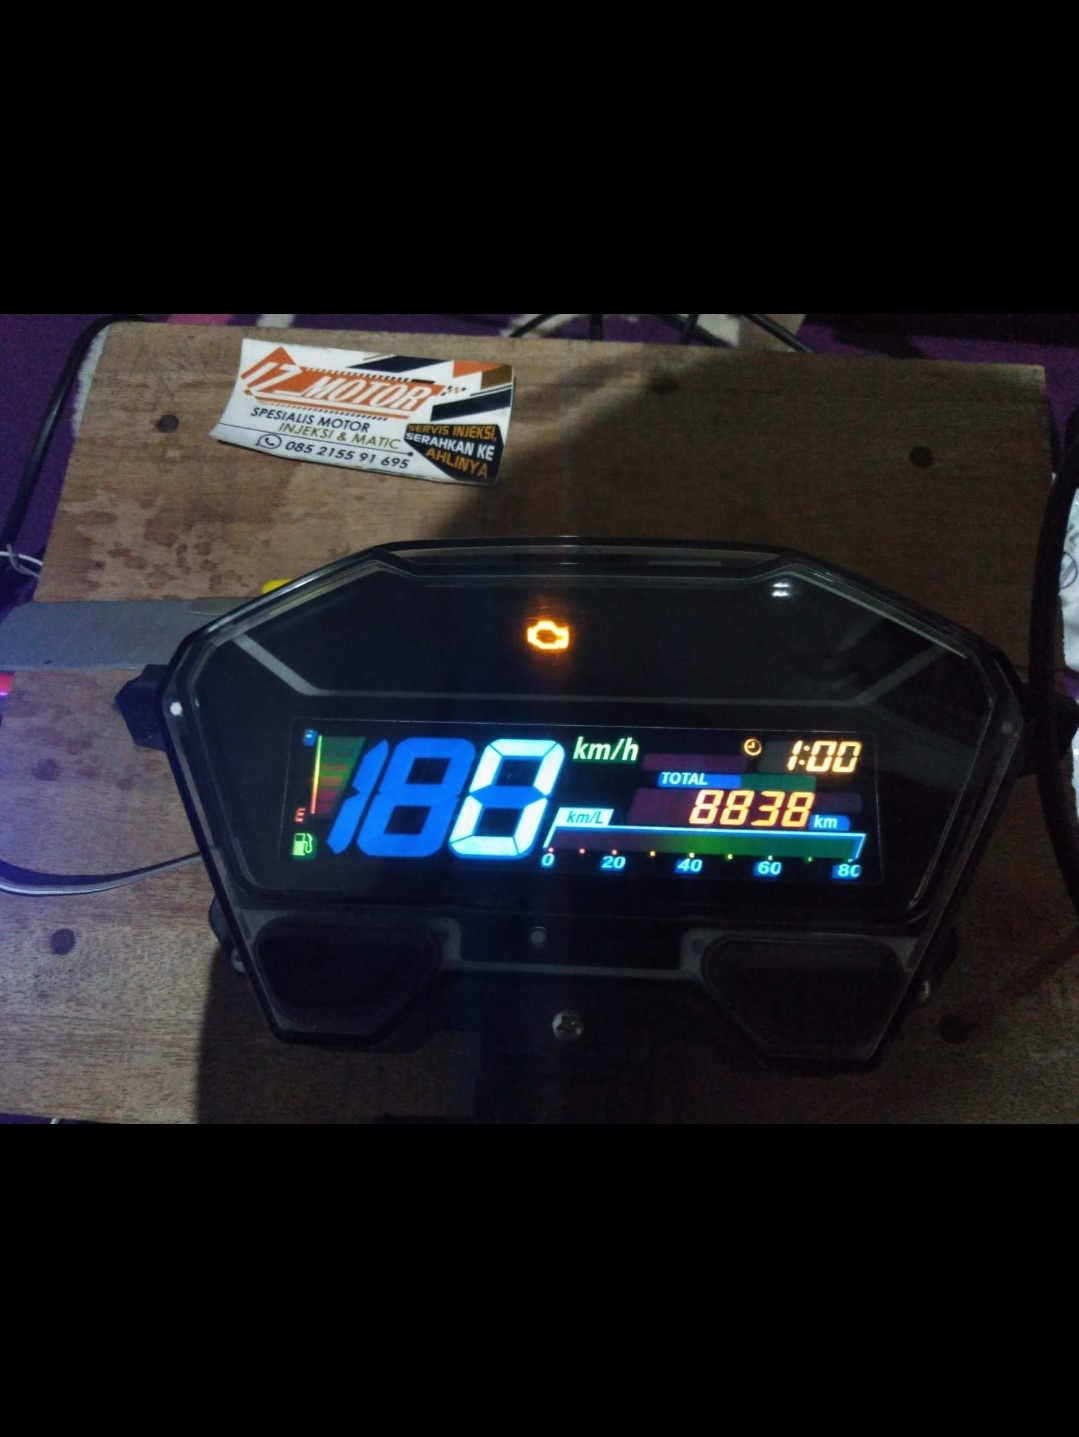 17 MOTOR
SPESIALIS MOTOR
INJEKSI & MATIC
085 2155 91 695
SERVIS INJEKSI,
SERAHKAN KE
AHLINYA
E
188
km/h
1:00
TOTAL
8838 km
km/L
0 20 40 60 80